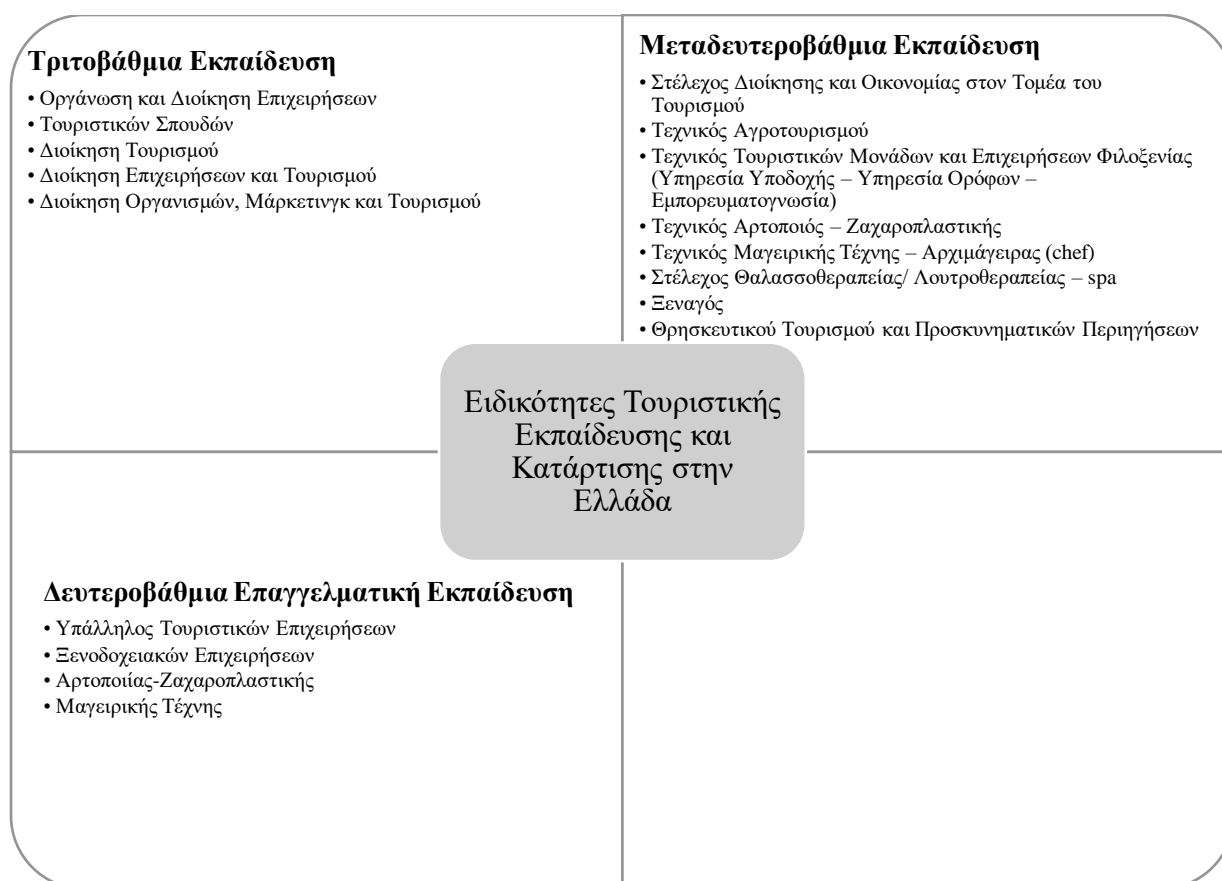 Τριτοβάθμια Εκπαίδευση
• Οργάνωση και Διοίκηση Επιχειρήσεων
• Τουριστικών Σπουδών
• Διοίκηση Τουρισμού
• Διοίκηση Επιχειρήσεων και Τουρισμού
• Διοίκηση Οργανισμών, Μάρκετινγκ και Τουρισμού
Μεταδευτεροβάθμια Εκπαίδευση
• Στέλεχος Διοίκησης και Οικονομίας στον Τομέα του
Τουρισμού
• Τεχνικός Αγροτουρισμού
• Τεχνικός Τουριστικών Μονάδων και Επιχειρήσεων Φιλοξενίας
(Υπηρεσία Υποδοχής – Υπηρεσία Ορόφων –
Εμπορευματογνωσία)
• Τεχνικός Αρτοποιός – Ζαχαροπλαστικής
• Τεχνικός Μαγειρικής Τέχνης – Αρχιμάγειρας (chef)
• Στέλεχος Θαλασσοθεραπείας/ Λουτροθεραπείας – spa
• Ξεναγός
• Θρησκευτικού Τουρισμού και Προσκυνηματικών Περιηγήσεων
Ειδικότητες Τουριστικής
Εκπαίδευσης και
Κατάρτισης στην
Ελλάδα
Δευτεροβάθμια Επαγγελματική Εκπαίδευση
• Υπάλληλος Τουριστικών Επιχειρήσεων
• Ξενοδοχειακών Επιχειρήσεων
• Αρτοποιίας-Ζαχαροπλαστικής
• Μαγειρικής Τέχνης